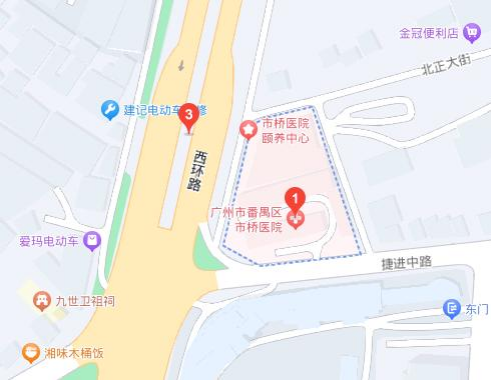 金冠便利店
北正大街
建记电动车
修
3
市桥医院
颐养中心
西环路
1
广州市番禺区
市桥医院
爱玛电动车
捷进中路
九世卫祖祠
东门
湘味木桶饭